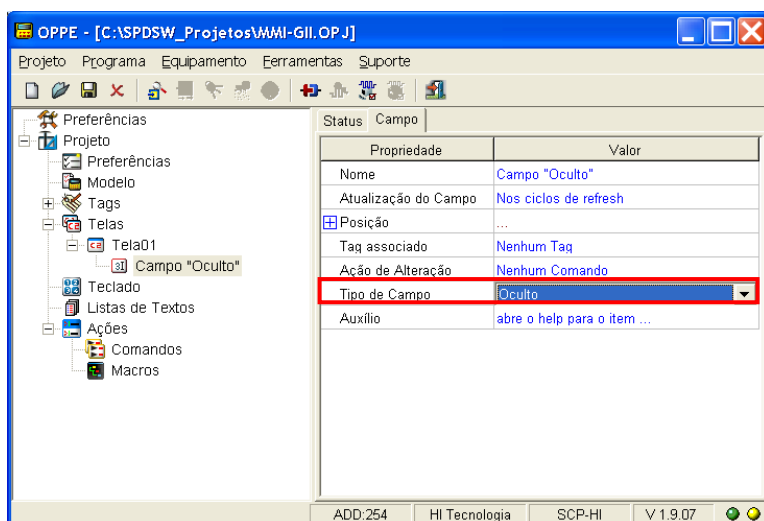 OPPE - [C:\SPDSW_Projetos\MMI-GII.OPJ]
Projeto Programa Equipamento Ferramentas Suporte
Preferências
Projeto
Preferências
Modelo
Tags
Telas
Tela01
Campo "Oculto"
Teclado
Listas de Textos
Ações
Comandos
Macros
Status Campo
Propriedade Valor
Nome Campo "Oculto"
Atualização do Campo Nos ciclos de refresh
Posição ...
Tag associado Nenhum Tag
Ação de Alteração Nenhum Comando
Tipo de Campo Oculto
Auxílio abre o help para o item ...
ADD:254 HI Tecnologia SCP-HI V 1.9.07